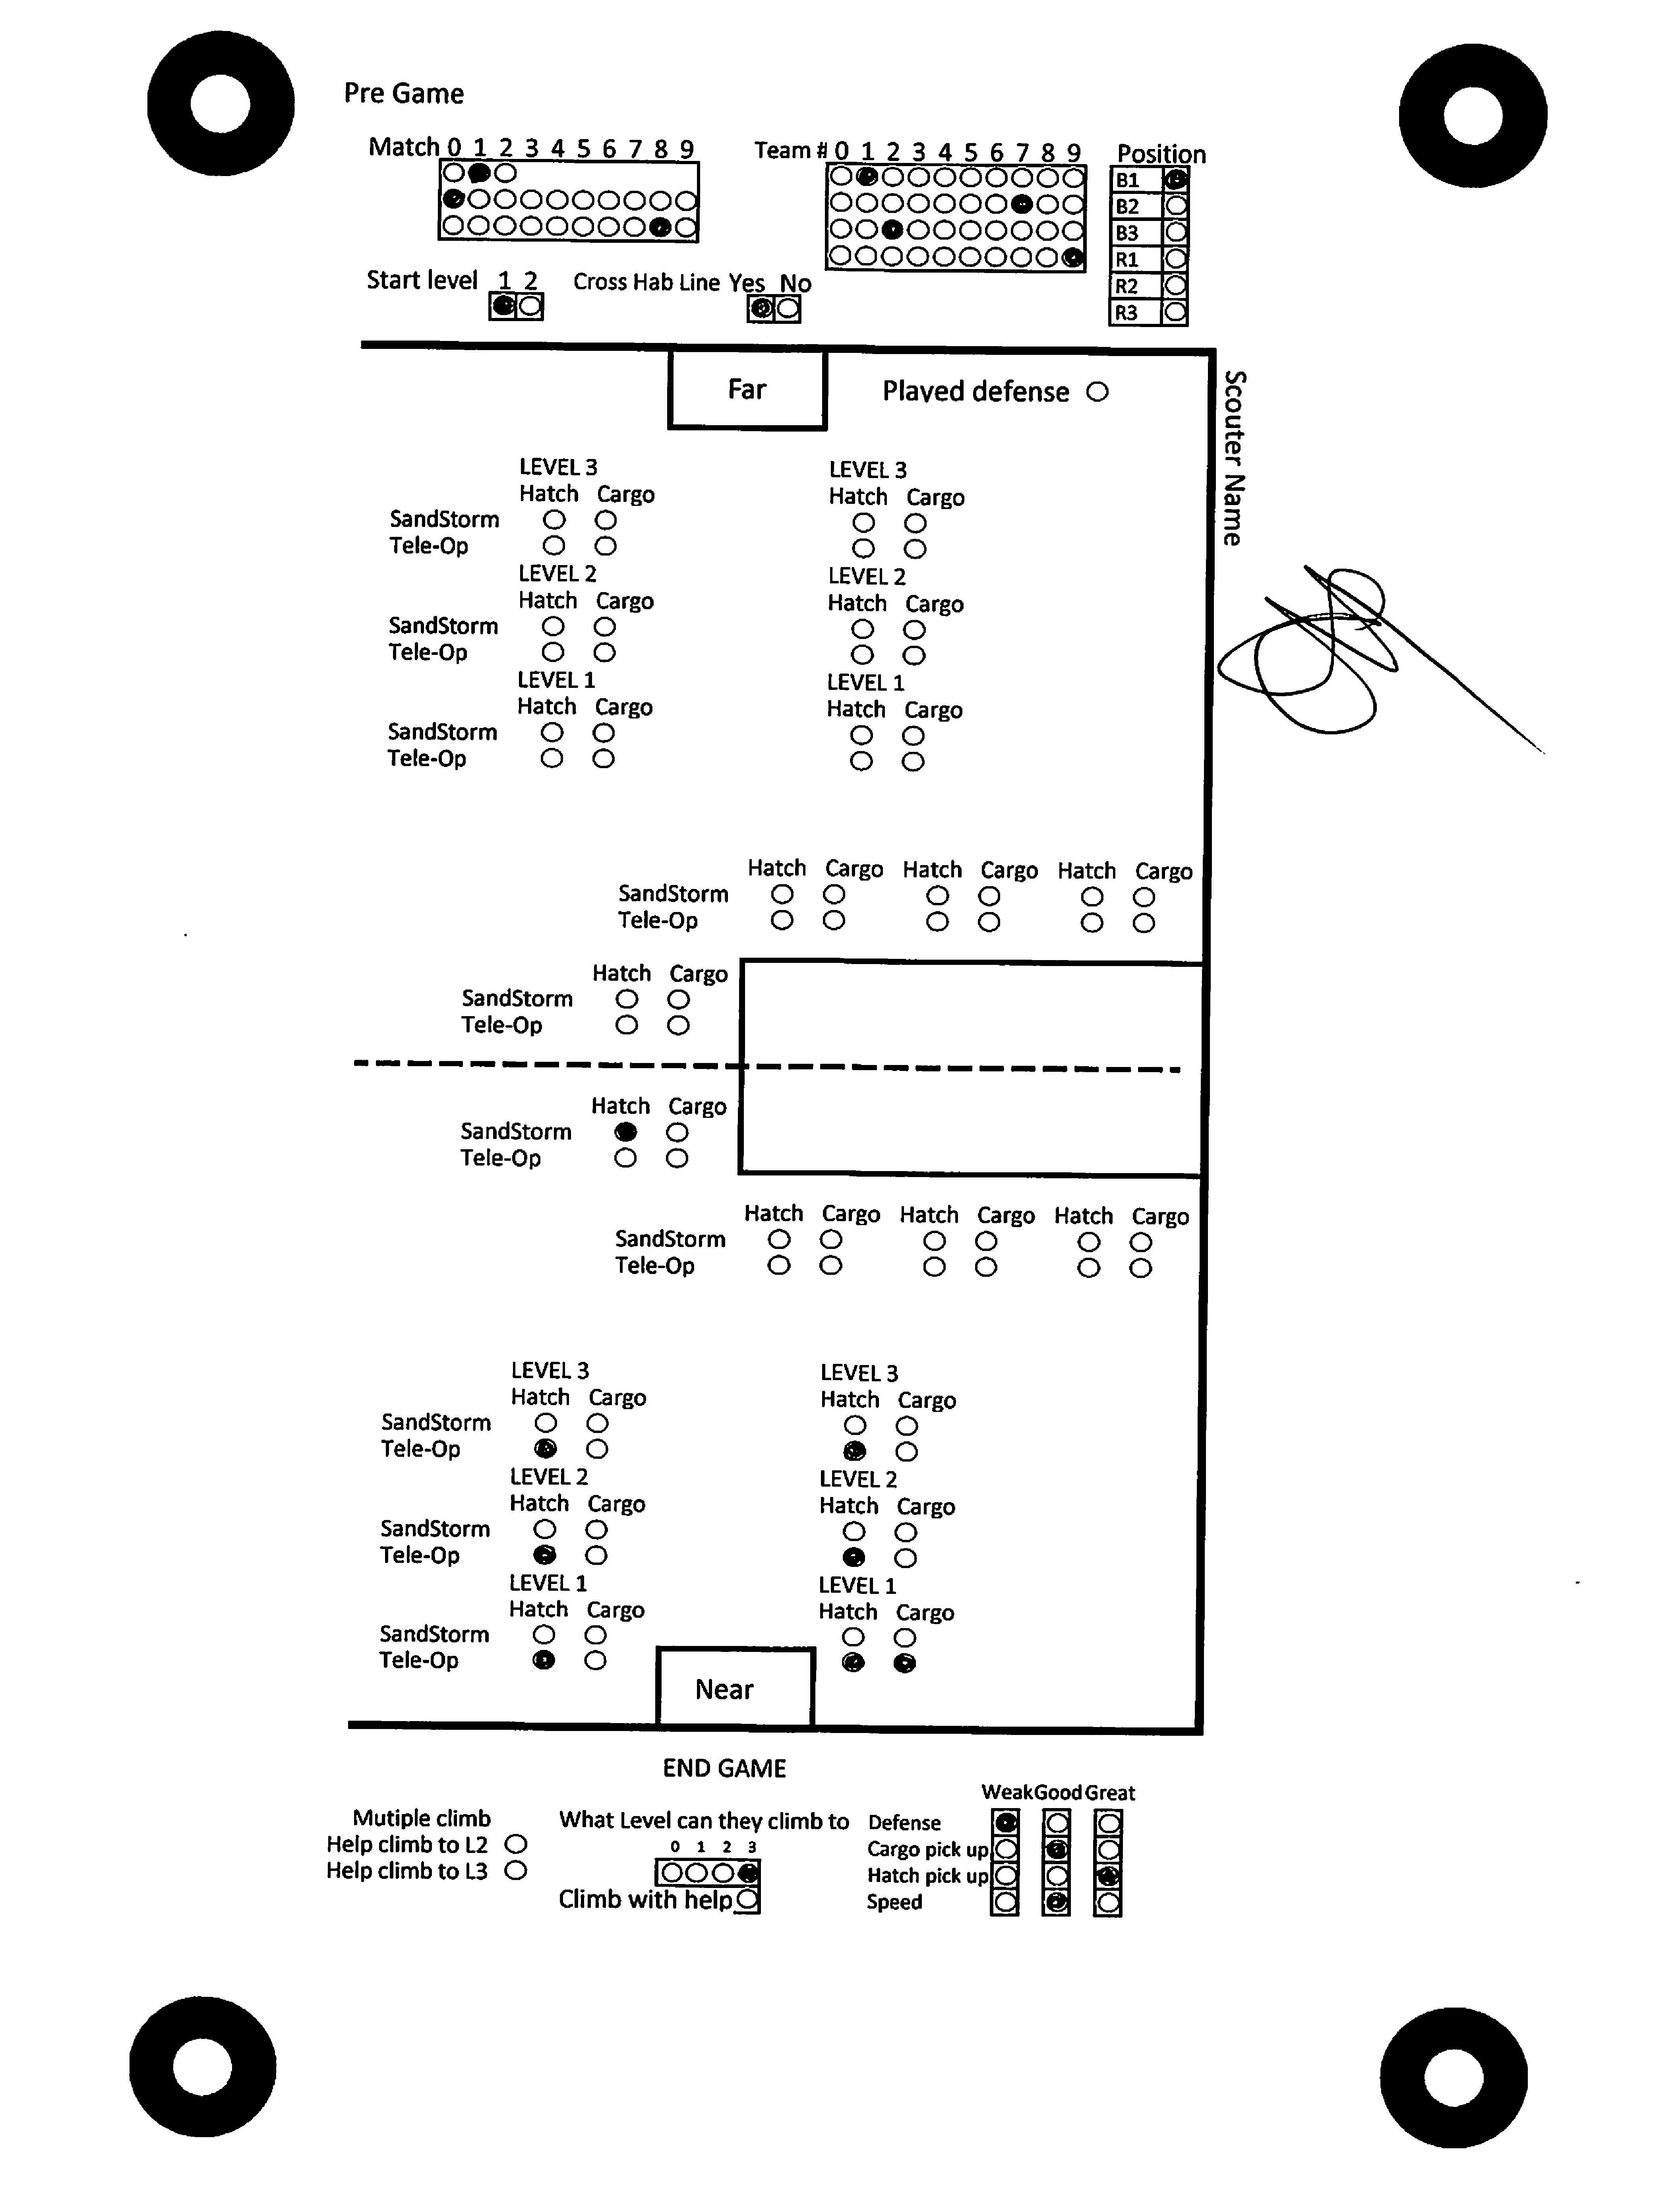 Pre Game
Match 0 1 2 3 4 5 6 7 8 9
Team # 0 1 2 3 4 5 6 7 8 9
Position
B1
B2
B3
R1
R2
R3
Start level 1 2
Cross Hab Line Yes No
Far
Played defense
Scouter Name
LEVEL 3 LEVEL 3
Hatch Cargo Hatch Cargo
SandStorm
Tele-Op
LEVEL 2 LEVEL 2
Hatch Cargo Hatch Cargo
SandStorm
Tele-Op
LEVEL 1 LEVEL 1
Hatch Cargo Hatch Cargo
SandStorm
Tele-Op
Hatch Cargo Hatch Cargo Hatch Cargo
SandStorm
Tele-Op
Hatch Cargo
SandStorm
Tele-Op
Hatch Cargo
SandStorm
Tele-Op
Hatch Cargo Hatch Cargo Hatch Cargo
SandStorm
Tele-Op
LEVEL 3 LEVEL 3
Hatch Cargo Hatch Cargo
SandStorm
Tele-Op
LEVEL 2 LEVEL 2
Hatch Cargo Hatch Cargo
SandStorm
Tele-Op
LEVEL 1 LEVEL 1
Hatch Cargo Hatch Cargo
SandStorm
Tele-Op
Near
END GAME
Mutiple climb
Help climb to L2
Help climb to L3
What Level can they climb to
0 1 2 3
Climb with help
Weak Good Great
Defense
Cargo pick up
Hatch pick up
Speed